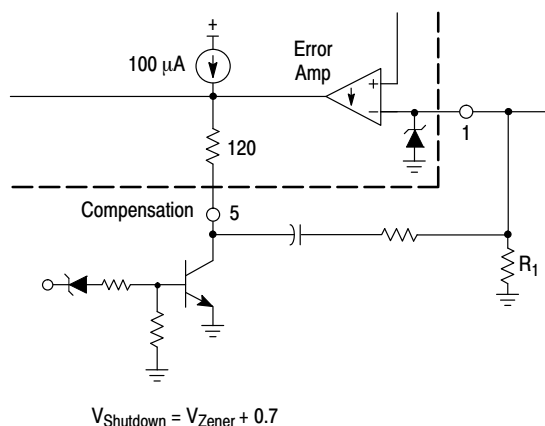 +
100 µA
Error
Amp
+
−
1
120
Compensation
5
R1
VShutdown = VZener + 0.7